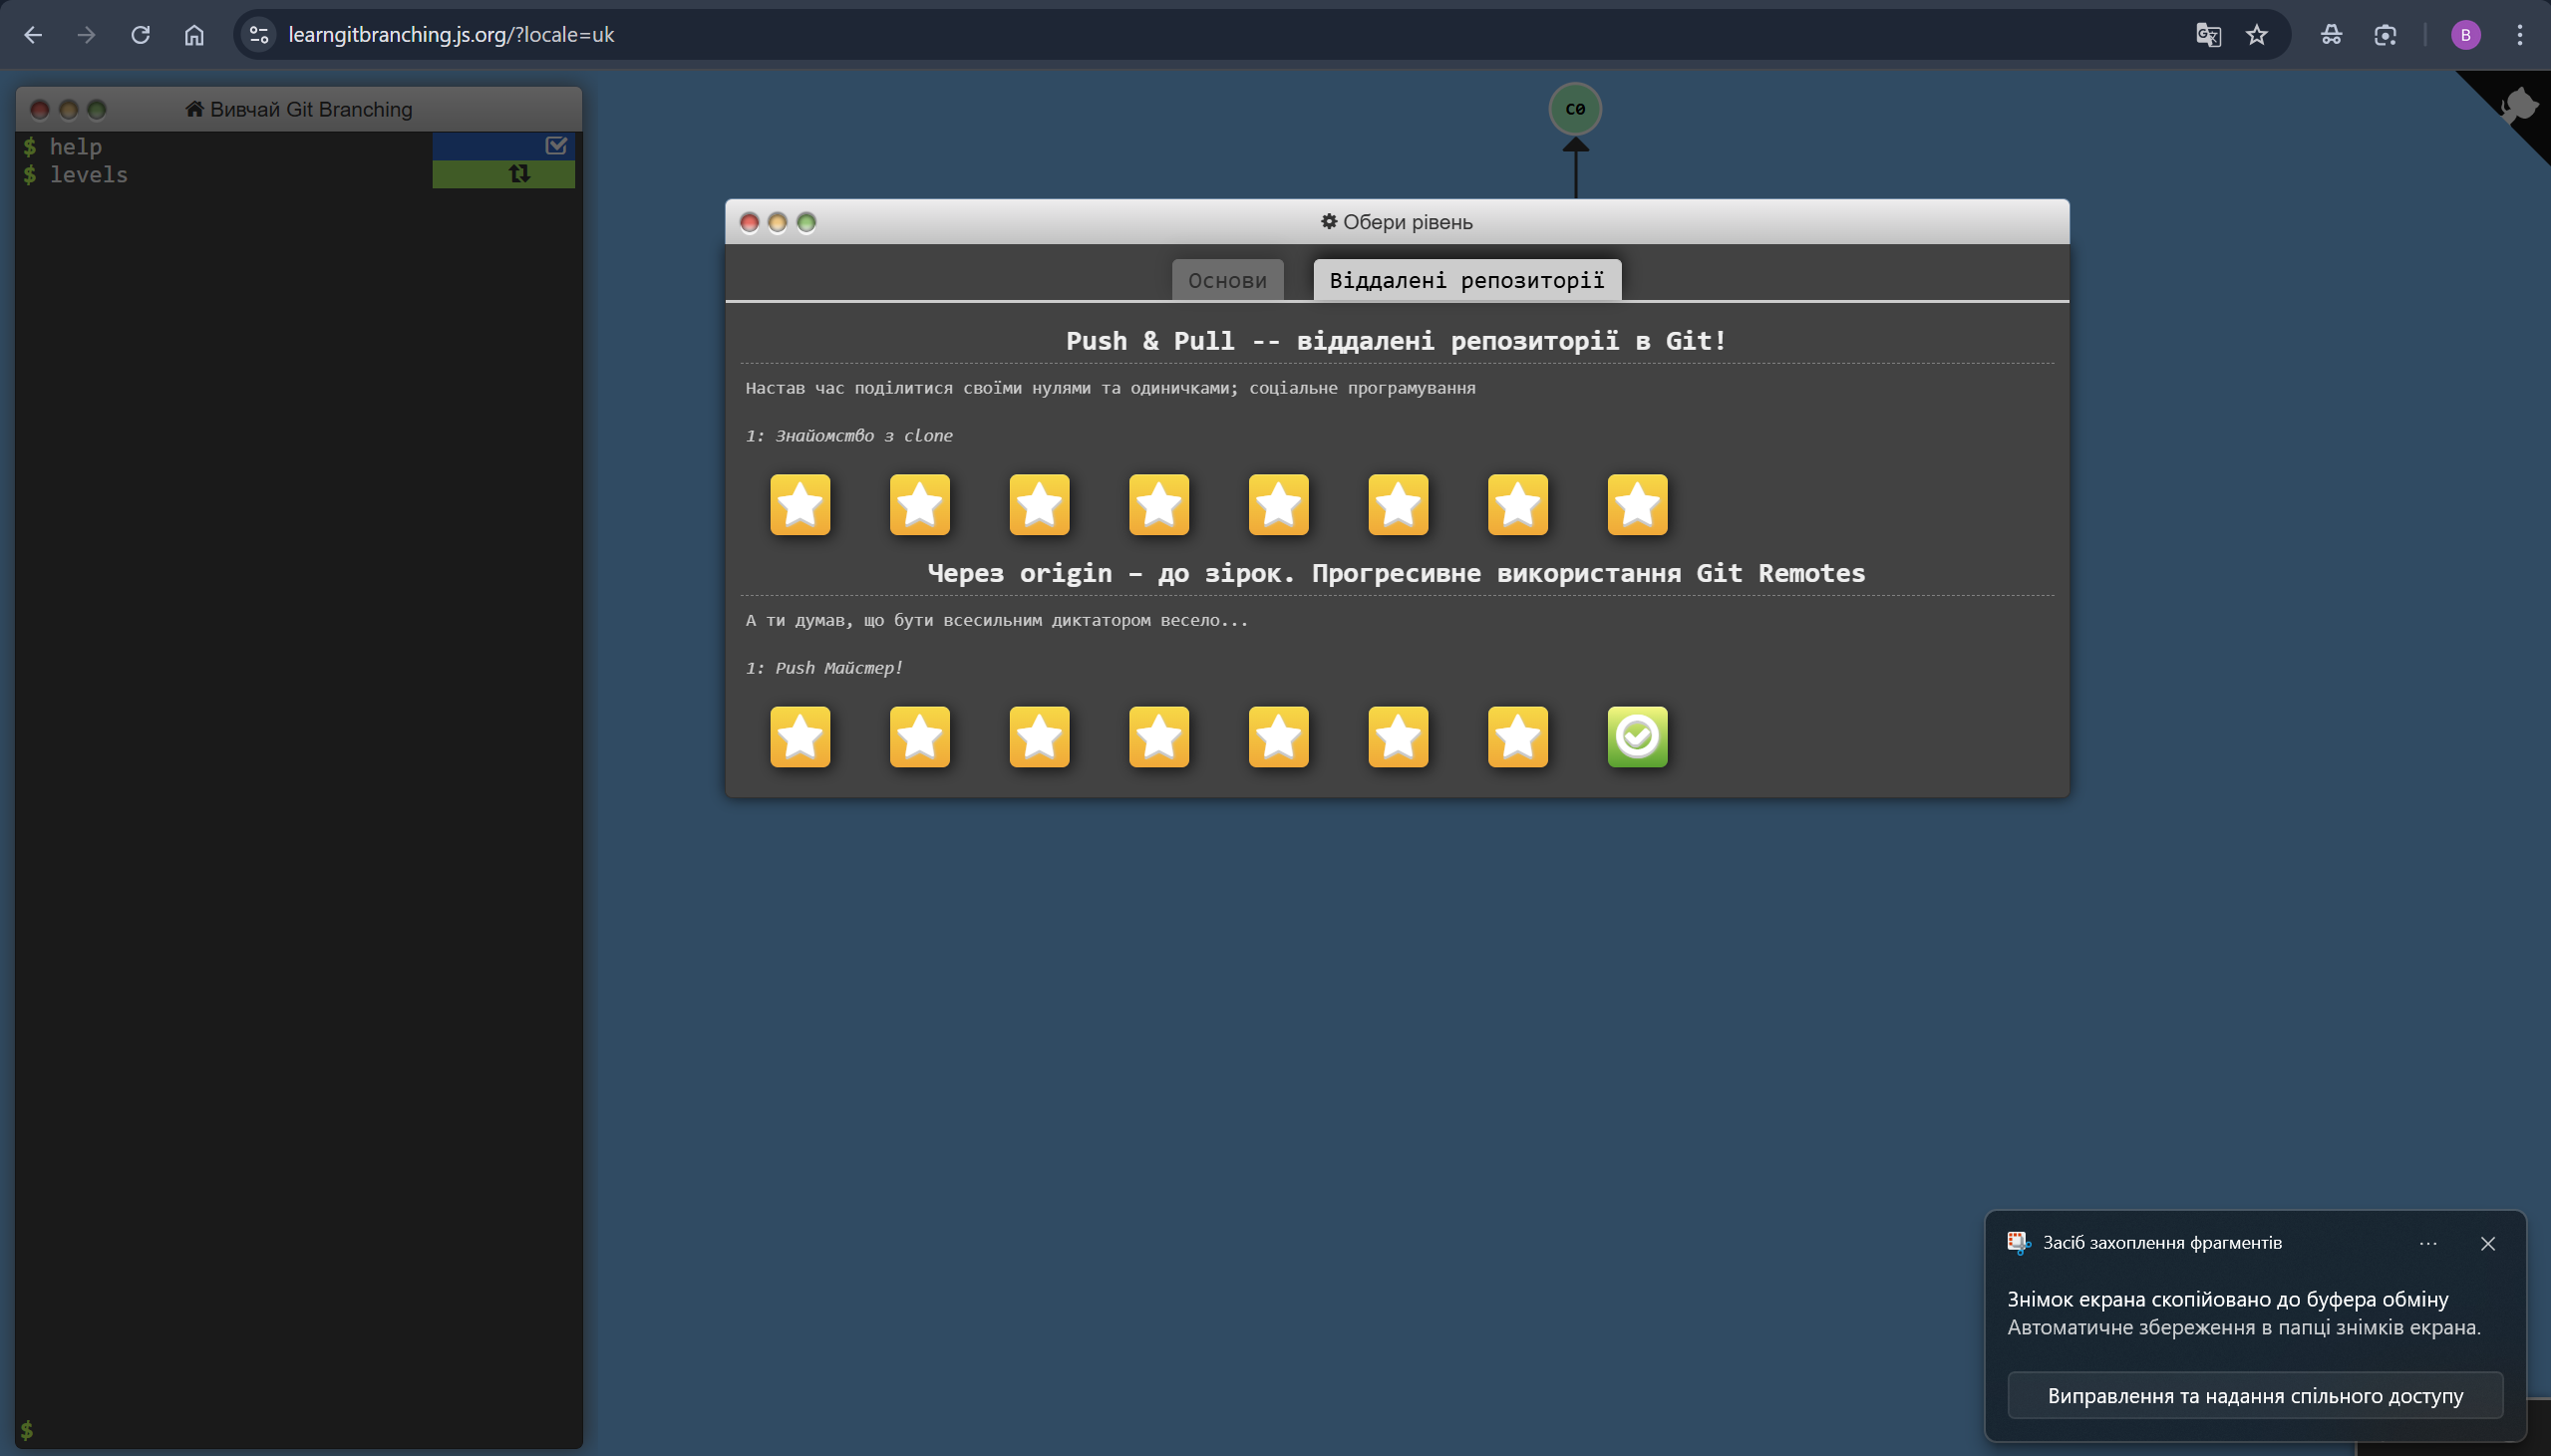 learngitbranching.js.org/?locale=uk
B
Вивчай Git Branching
$ help
$ levels
$
C0
Обери рівень
Основи
Віддалені репозиторії
Push & Pull -- віддалені репозиторії в Git!
Настав час поділитися своїми нулями та одиничками; соціальне програмування
1: Знайомство з clone
Через origin – до зірок. Прогресивне використання Git Remotes
А ти думав, що бути всесильним диктатором весело...
1: Push Майстер!
Засіб захоплення фрагментів
Знімок екрана скопійовано до буфера обміну
Автоматичне збереження в папці знімків екрана.
Виправлення та надання спільного доступу